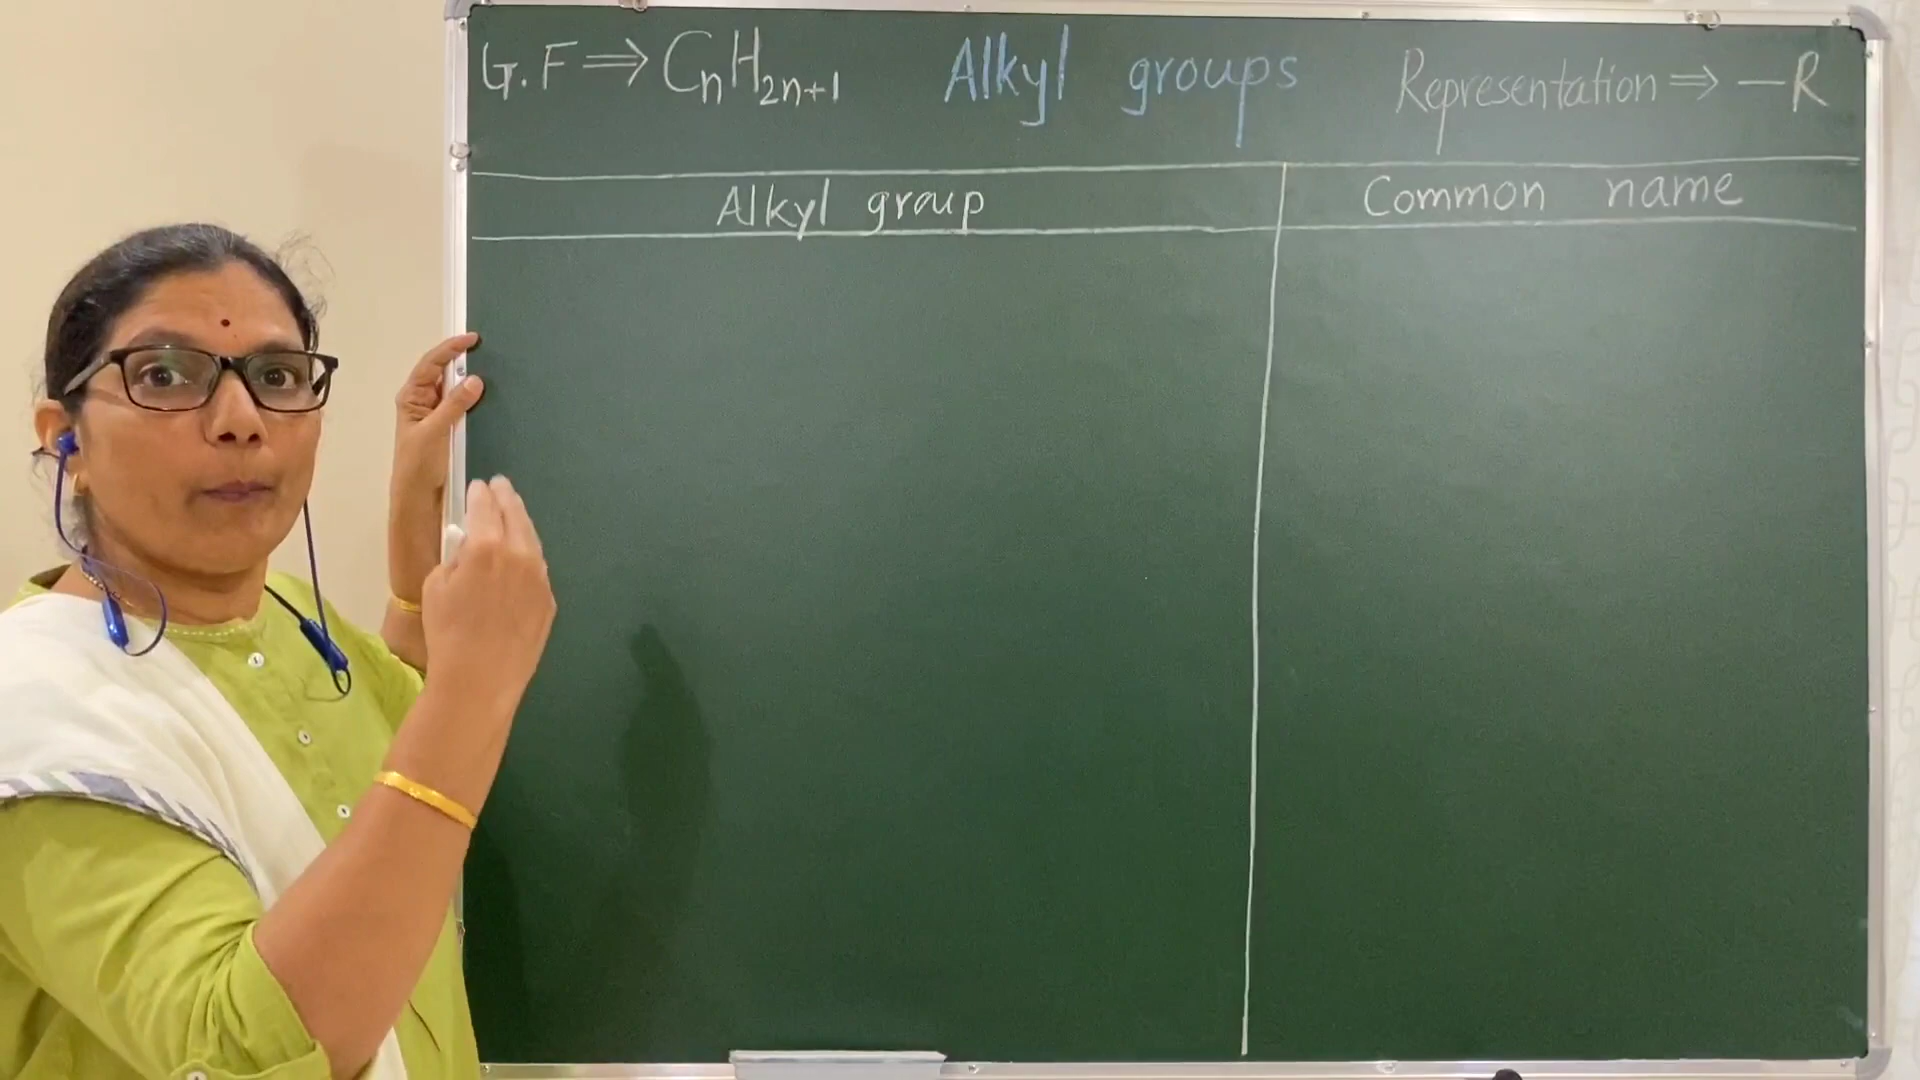 G.F ⇒ CₙH₂ₙ₊₁ Alkyl groups Representation ⇒ —R
Alkyl group Common name